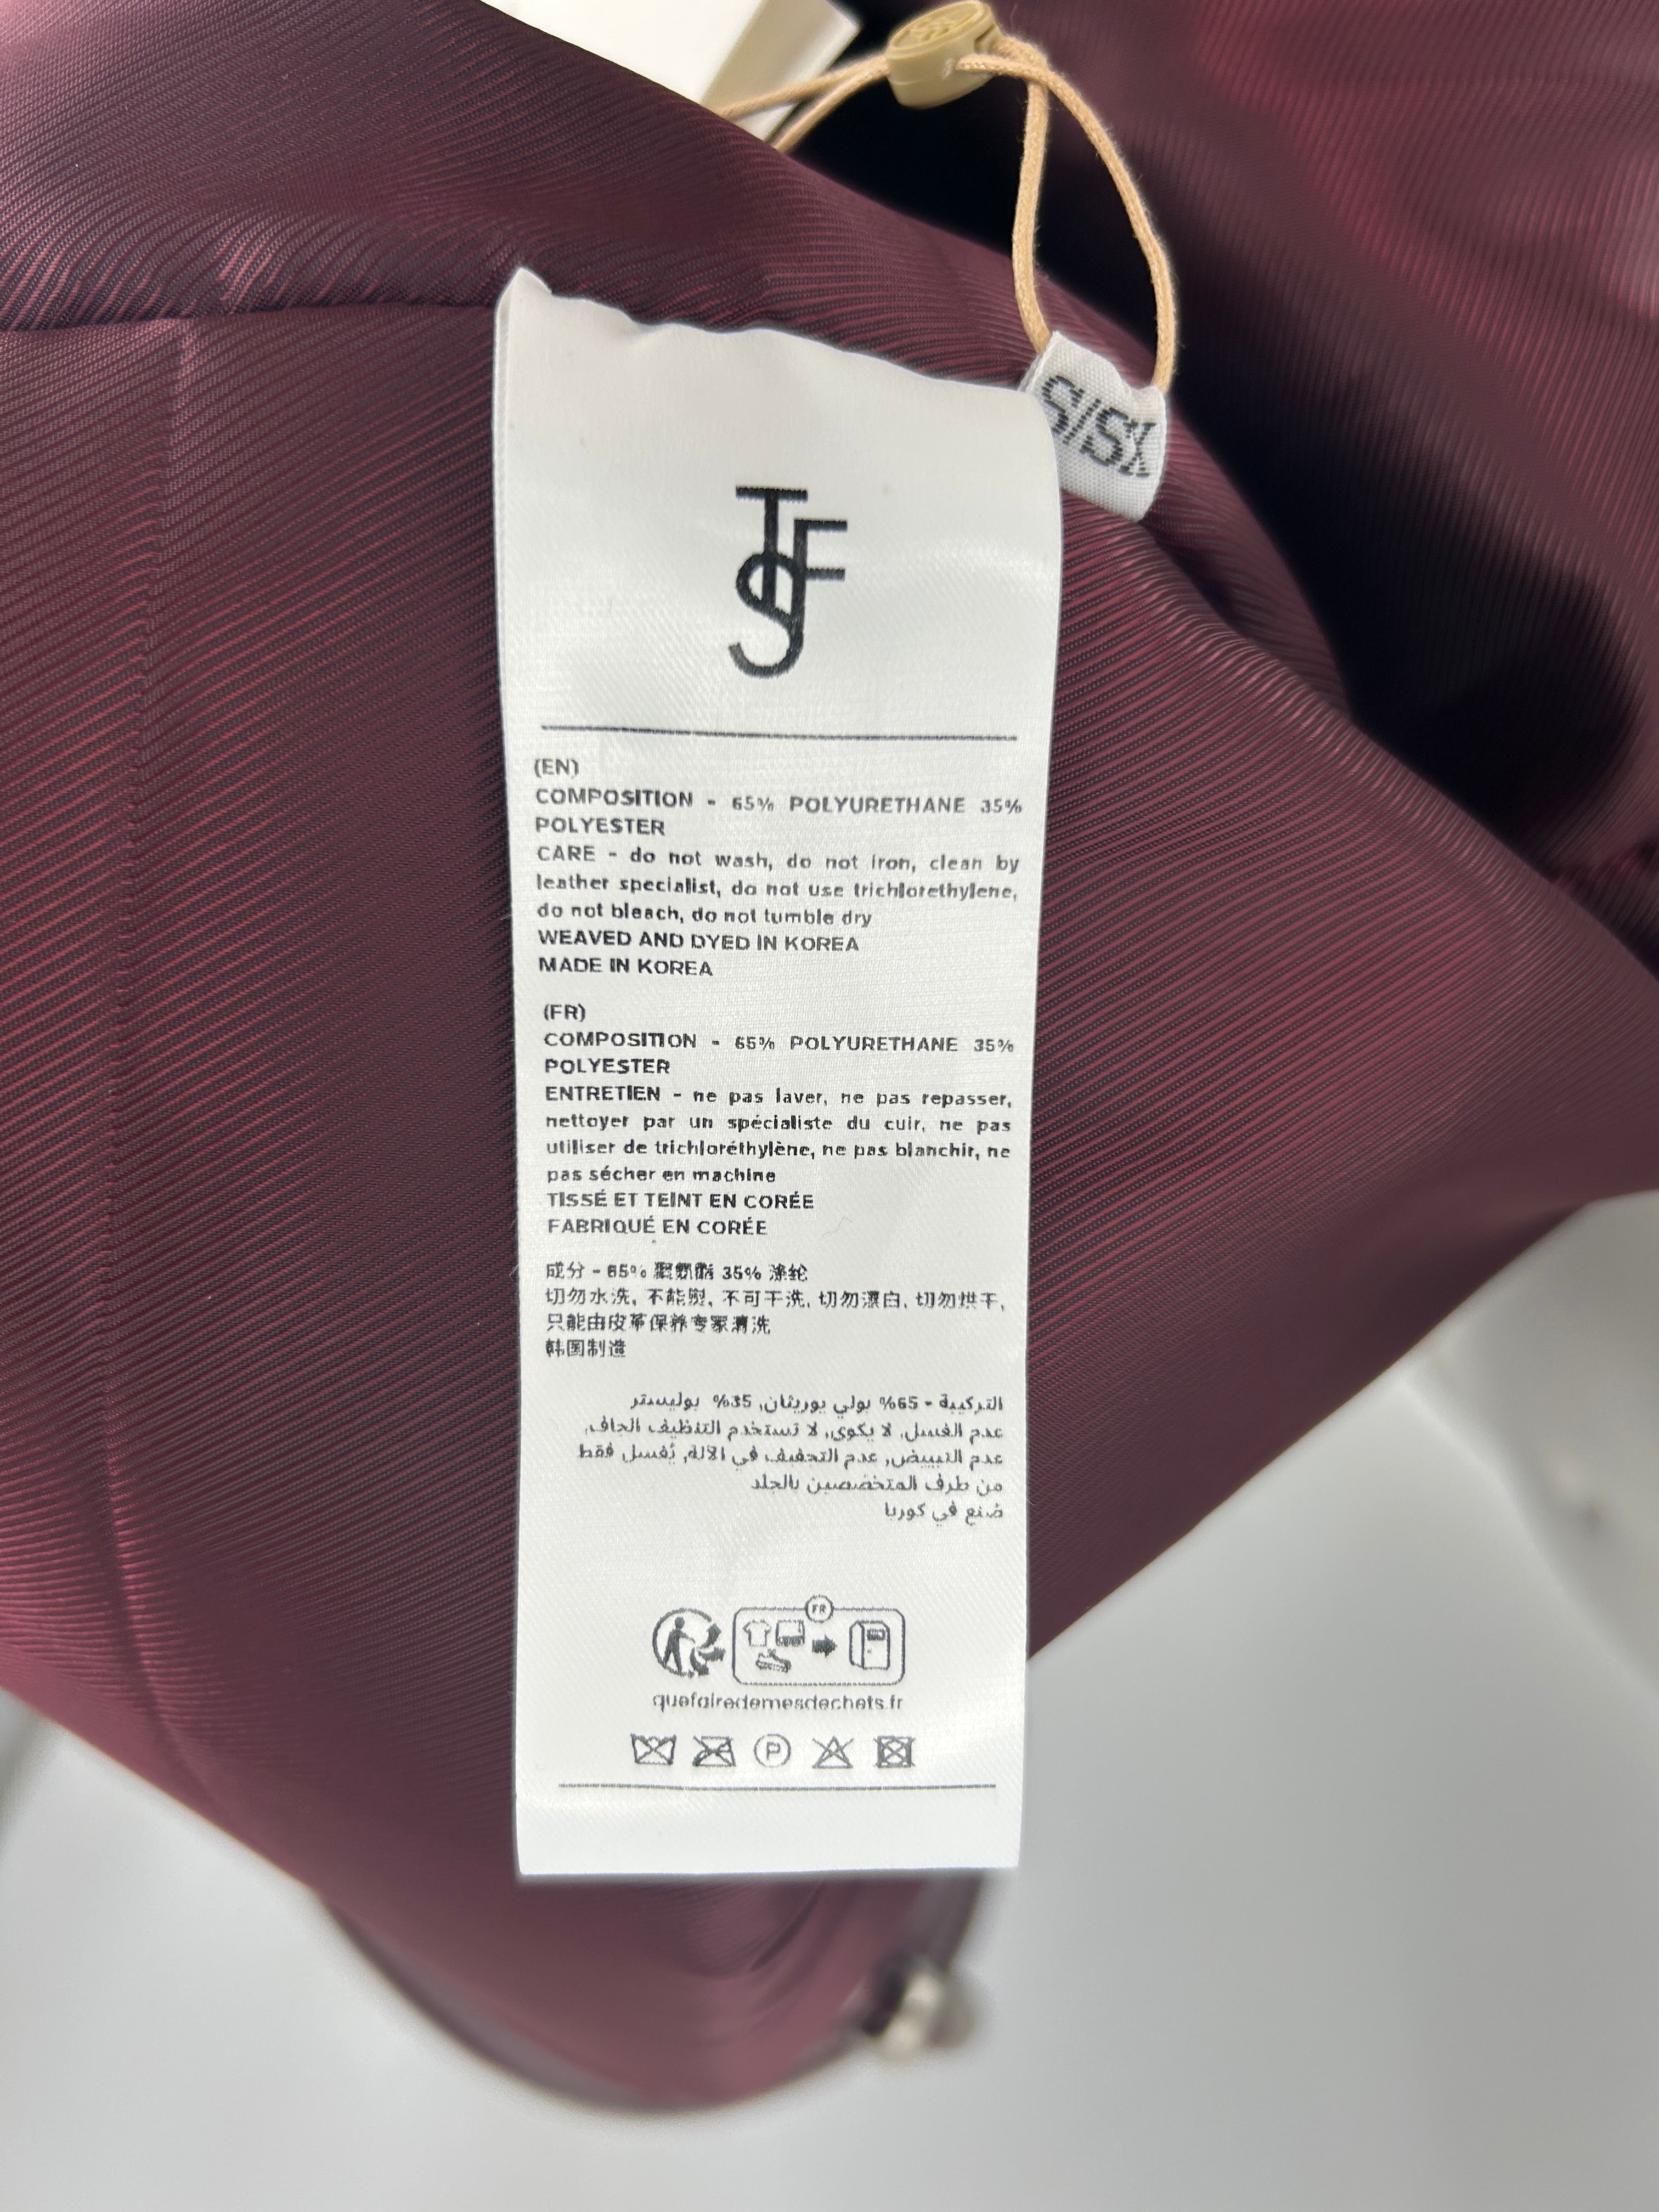 S/SX
TFSJ
(EN)
COMPOSITION - 65% POLYURETHANE 35%
POLYESTER
CARE - do not wash, do not iron, clean by
leather specialist, do not use trichlorethylene,
do not bleach, do not tumble dry
WEAVED AND DYED IN KOREA
MADE IN KOREA
(FR)
COMPOSITION - 65% POLYURETHANE 35%
POLYESTER
ENTRETIEN - ne pas laver, ne pas repasser,
nettoyer par un spécialiste du cuir, ne pas
utiliser de trichloréthylène, ne pas blanchir, ne
pas sécher en machine
TISSÉ ET TEINT EN CORÉE
FABRIQUÉ EN CORÉE
成分 - 65% 聚氨酯 35% 涤纶
切勿水洗, 不能熨, 不可干洗, 切勿漂白, 切勿烘干,
只能由皮革保养专家清洗
韩国制造
التركيبة - 65% بولي يوريثان, 35% بوليستر
عدم الغسل, لا يكوى, لا تستخدم التنظيف الجاف,
عدم التبييض, عدم التجفيف في الآلة, يُغسل فقط
من طرف المتخصصين بالجلد
صُنع في كوريا
FR
quefairedemesdechets.fr
P